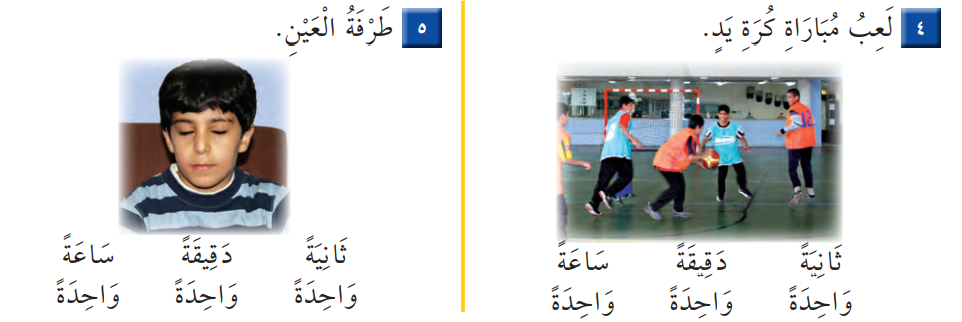 ٤ لَعِبُ مُبَارَاةِ كُرَةِ يَدٍ.
ثَانِيَةً دَقِيقَةً سَاعَةً
وَاحِدَةً وَاحِدَةً وَاحِدَةً
٥ طَرْفَةُ الْعَيْنِ.
ثَانِيَةً دَقِيقَةً سَاعَةً
وَاحِدَةً وَاحِدَةً وَاحِدَةً